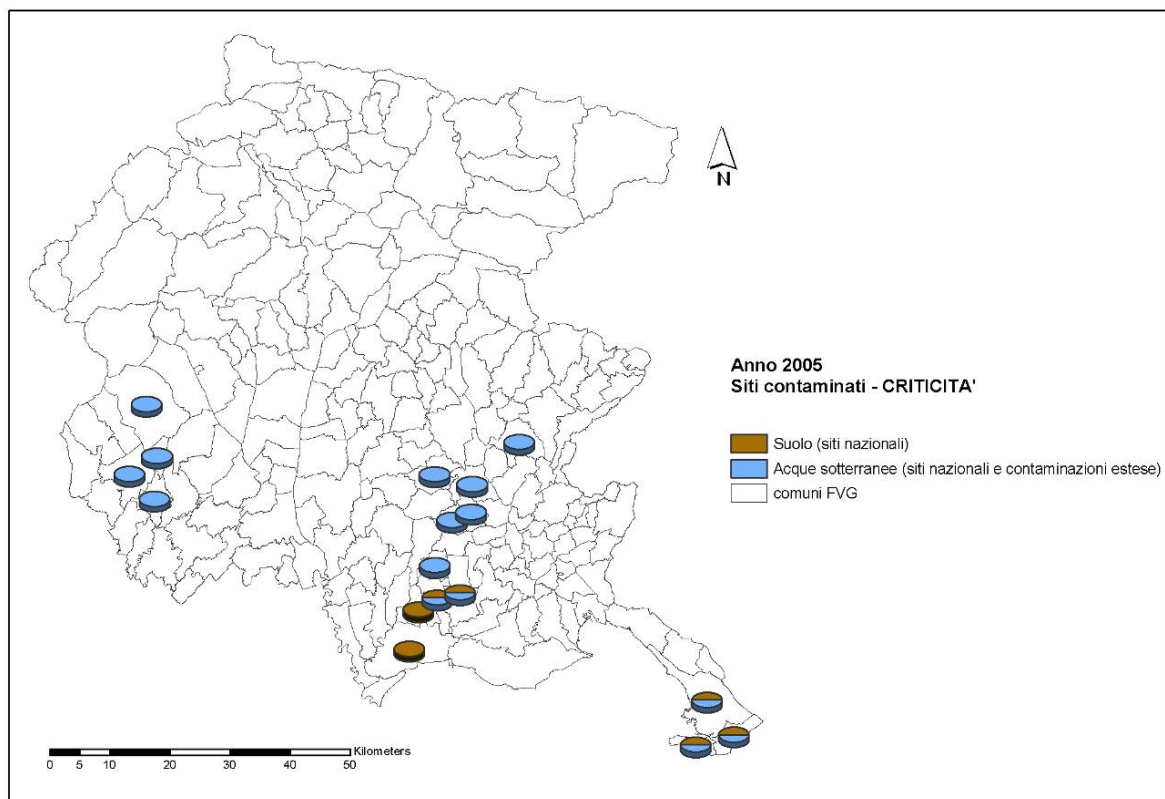 N
Anno 2005
Siti contaminati - CRITICITA'
Suolo (siti nazionali)
Acque sotterranee (siti nazionali e contaminazioni estese)
comuni FVG
Kilometers
0 5 10 20 30 40 50